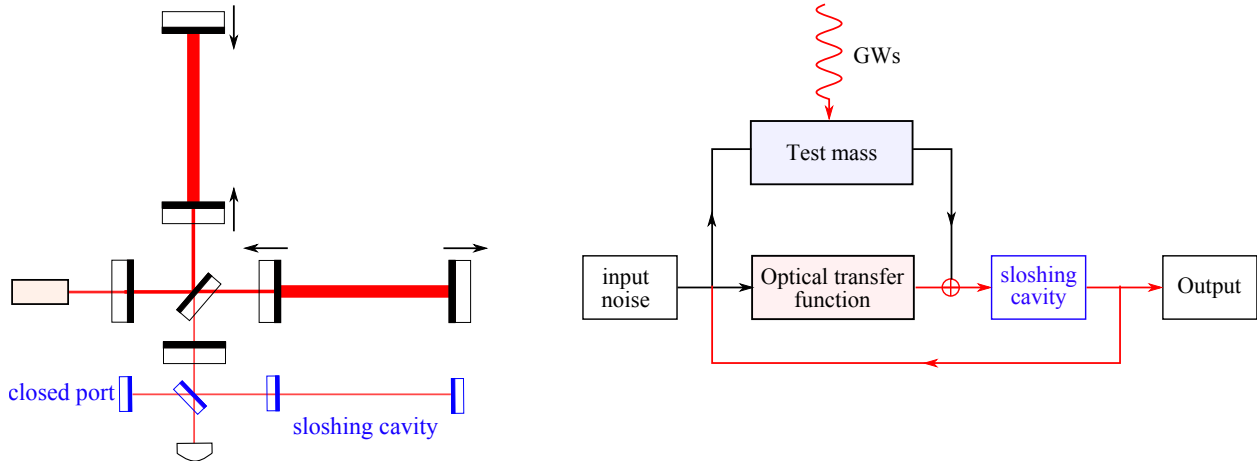 closed port
sloshing cavity
GWs
Test mass
input
noise
Optical transfer
function
sloshing
cavity
Output